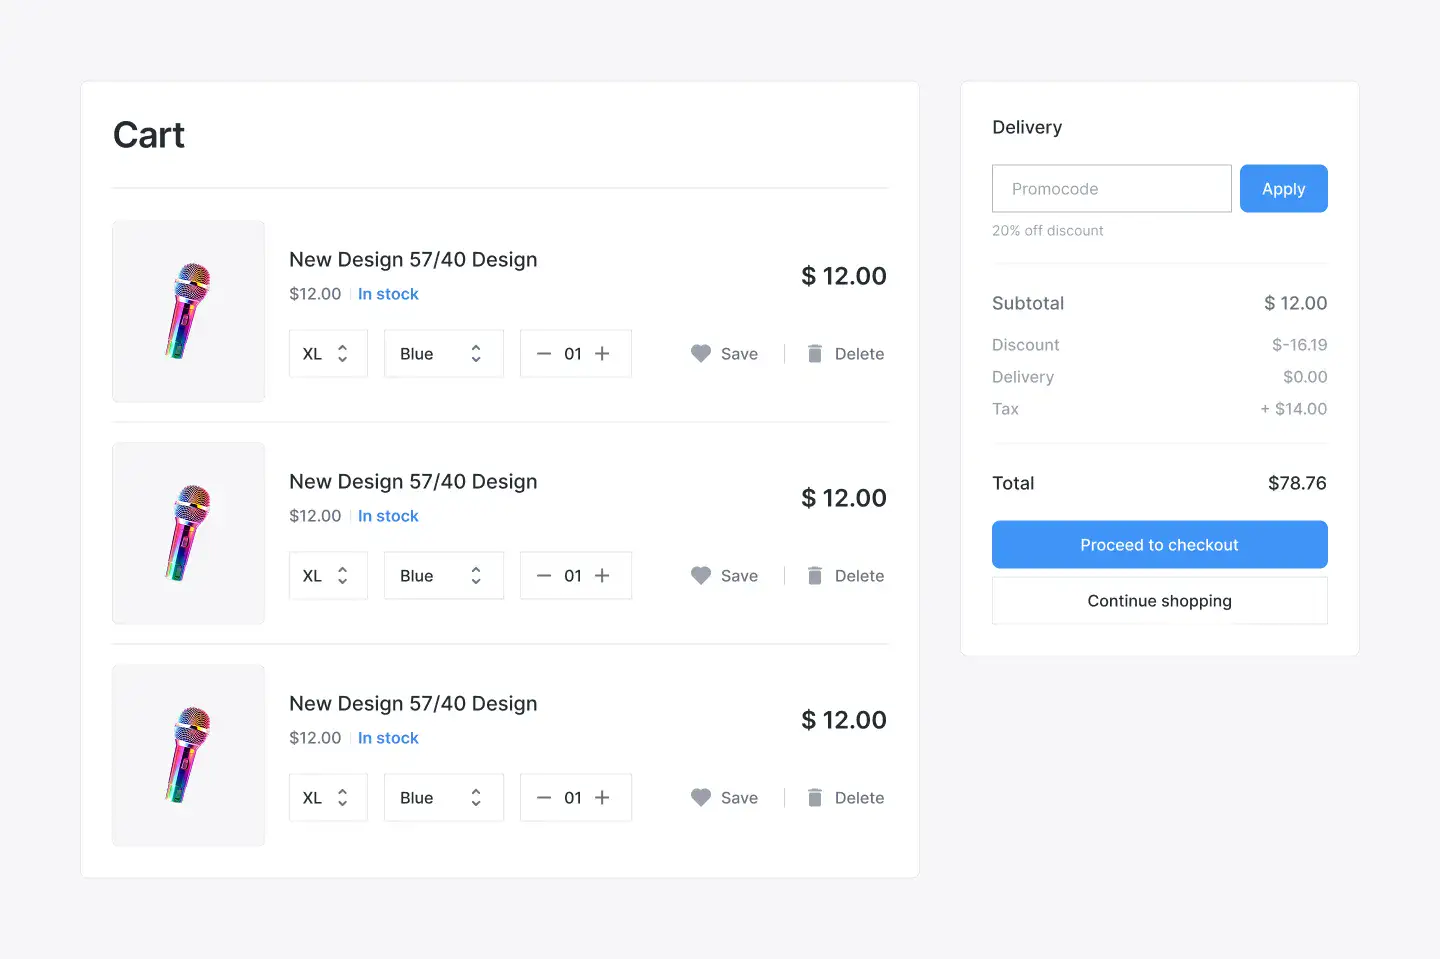 Cart
New Design 57/40 Design
$12.00 In stock
$ 12.00
XL Blue 01 Save Delete
New Design 57/40 Design
$12.00 In stock
$ 12.00
XL Blue 01 Save Delete
New Design 57/40 Design
$12.00 In stock
$ 12.00
XL Blue 01 Save Delete
Delivery
Promocode Apply
20% off discount
Subtotal $ 12.00
Discount $-16.19
Delivery $0.00
Tax + $14.00
Total $78.76
Proceed to checkout
Continue shopping